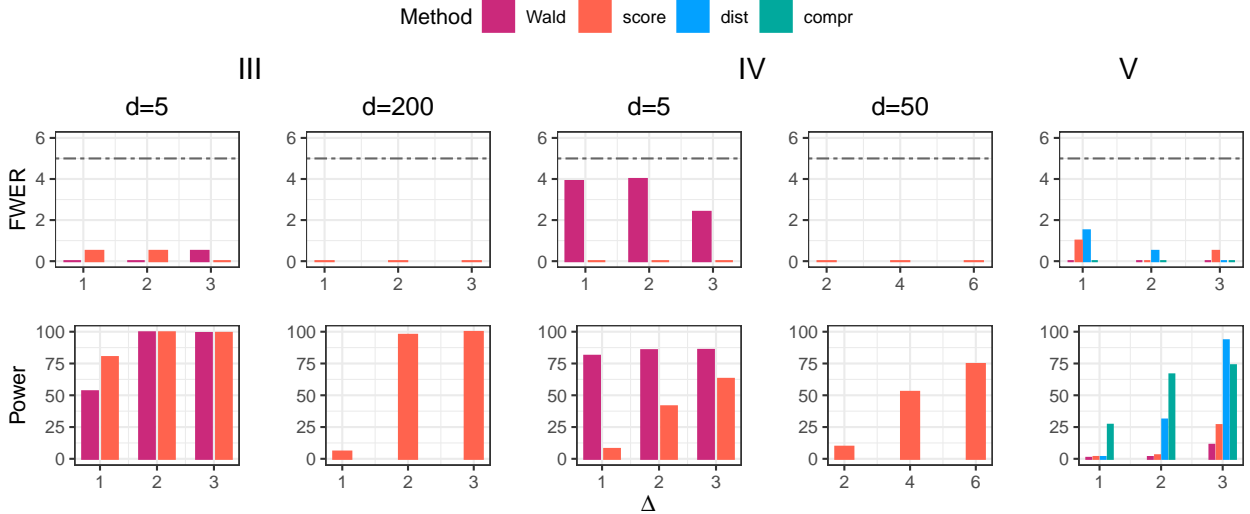 Method Wald score dist compr
III IV V
d=5 d=200 d=5 d=50
FWER
6 6 6 6 6
4 4 4 4 4
2 2 2 2 2
0 0 0 0 0
1 2 3 1 2 3 1 2 3 2 4 6 1 2 3
Power
100 100 100 100 100
75 75 75 75 75
50 50 50 50 50
25 25 25 25 25
0 0 0 0 0
1 2 3 1 2 3 1 2 3 2 4 6 1 2 3
Δ